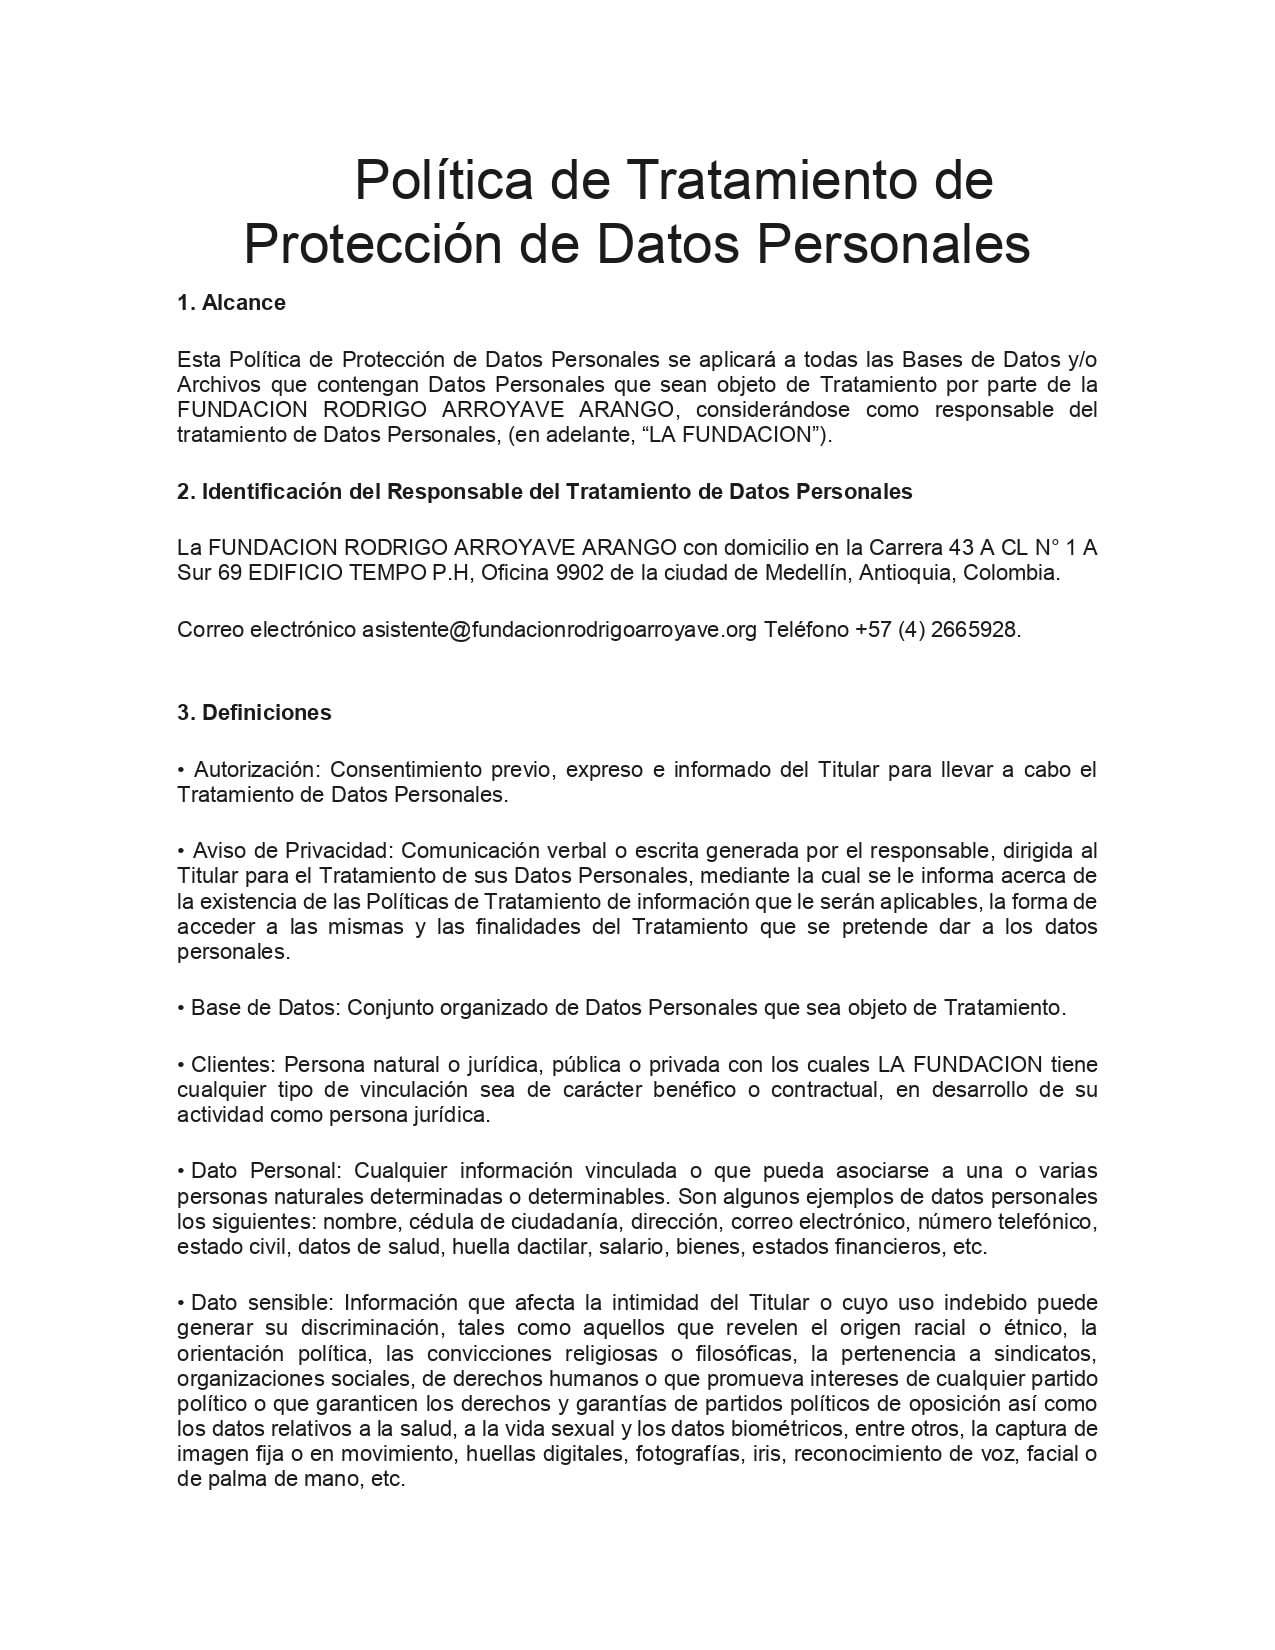 Política de Tratamiento de
Protección de Datos Personales
1. Alcance
Esta Política de Protección de Datos Personales se aplicará a todas las Bases de Datos y/o
Archivos que contengan Datos Personales que sean objeto de Tratamiento por parte de la
FUNDACION RODRIGO ARROYAVE ARANGO, considerándose como responsable del
tratamiento de Datos Personales, (en adelante, “LA FUNDACION”).
2. Identificación del Responsable del Tratamiento de Datos Personales
La FUNDACION RODRIGO ARROYAVE ARANGO con domicilio en la Carrera 43 A CL N° 1 A
Sur 69 EDIFICIO TEMPO P.H, Oficina 9902 de la ciudad de Medellín, Antioquia, Colombia.
Correo electrónico asistente@fundacionrodrigoarroyave.org Teléfono +57 (4) 2665928.
3. Definiciones
• Autorización: Consentimiento previo, expreso e informado del Titular para llevar a cabo el
Tratamiento de Datos Personales.
• Aviso de Privacidad: Comunicación verbal o escrita generada por el responsable, dirigida al
Titular para el Tratamiento de sus Datos Personales, mediante la cual se le informa acerca de
la existencia de las Políticas de Tratamiento de información que le serán aplicables, la forma de
acceder a las mismas y las finalidades del Tratamiento que se pretende dar a los datos
personales.
• Base de Datos: Conjunto organizado de Datos Personales que sea objeto de Tratamiento.
• Clientes: Persona natural o jurídica, pública o privada con los cuales LA FUNDACION tiene
cualquier tipo de vinculación sea de carácter benéfico o contractual, en desarrollo de su
actividad como persona jurídica.
• Dato Personal: Cualquier información vinculada o que pueda asociarse a una o varias
personas naturales determinadas o determinables. Son algunos ejemplos de datos personales
los siguientes: nombre, cédula de ciudadanía, dirección, correo electrónico, número telefónico,
estado civil, datos de salud, huella dactilar, salario, bienes, estados financieros, etc.
• Dato sensible: Información que afecta la intimidad del Titular o cuyo uso indebido puede
generar su discriminación, tales como aquellos que revelen el origen racial o étnico, la
orientación política, las convicciones religiosas o filosóficas, la pertenencia a sindicatos,
organizaciones sociales, de derechos humanos o que promueva intereses de cualquier partido
político o que garanticen los derechos y garantías de partidos políticos de oposición así como
los datos relativos a la salud, a la vida sexual y los datos biométricos, entre otros, la captura de
imagen fija o en movimiento, huellas digitales, fotografías, iris, reconocimiento de voz, facial o
de palma de mano, etc.